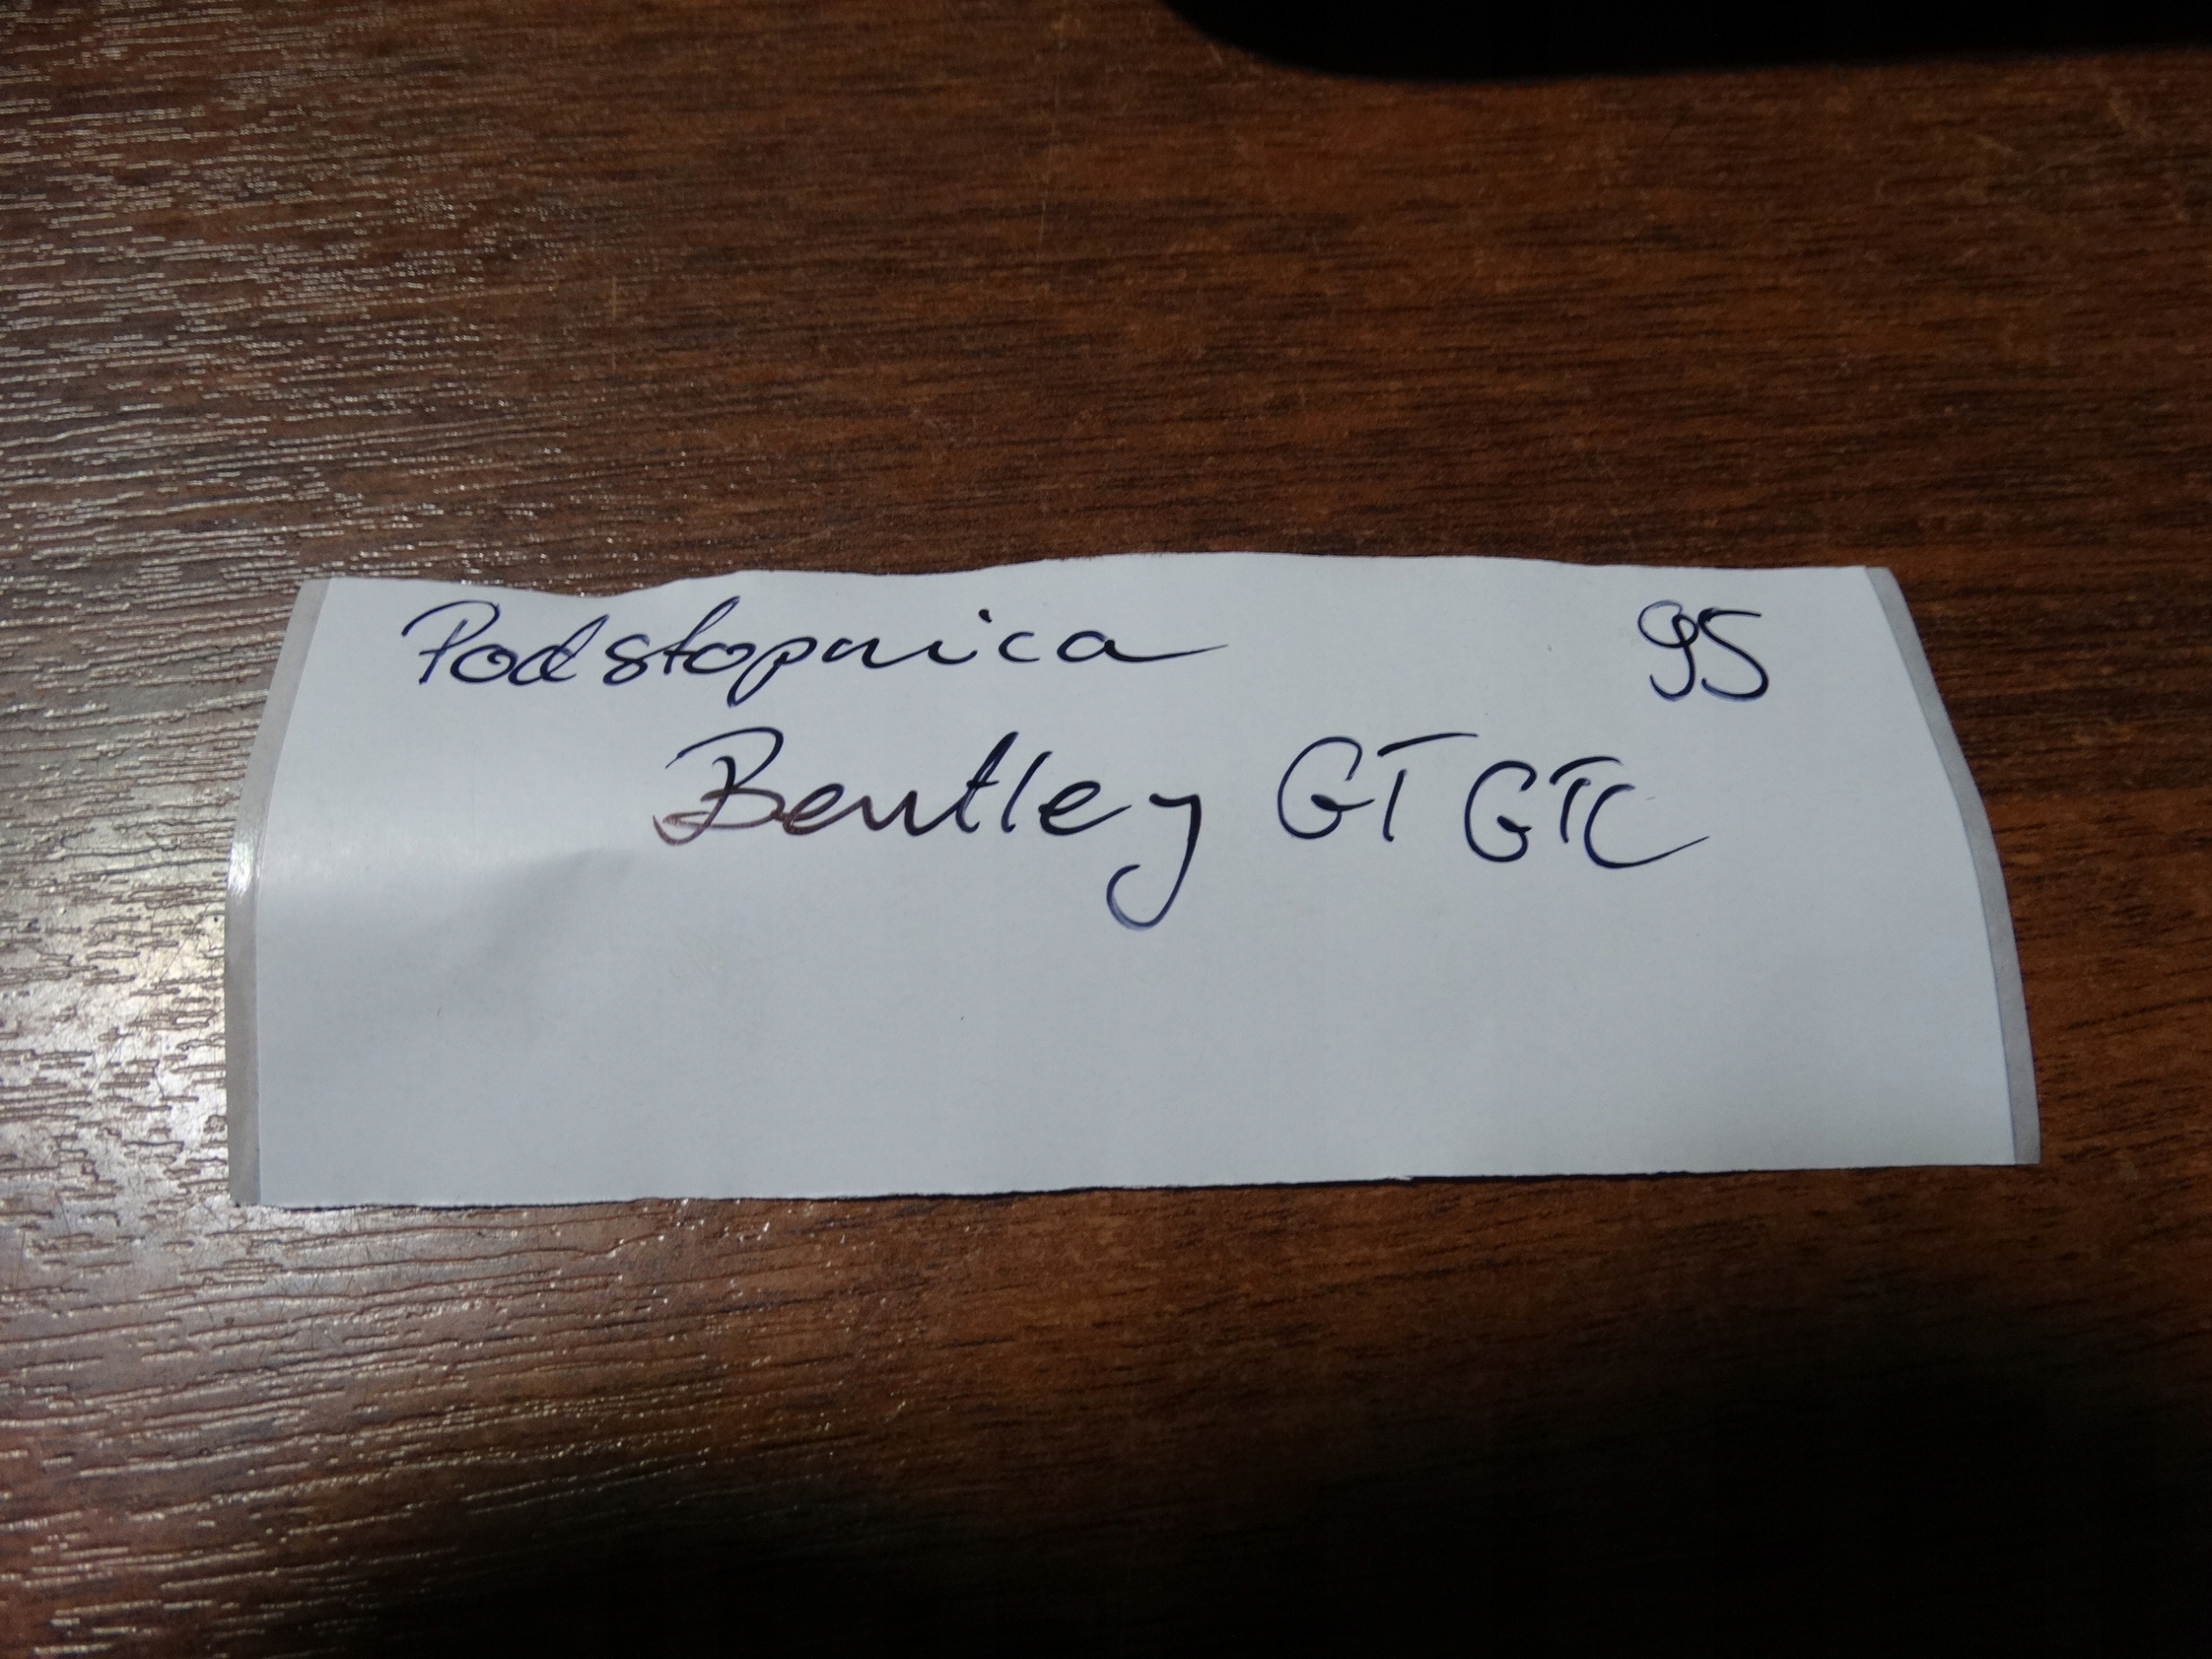 Podstopnica 95
Bentley GT GTC